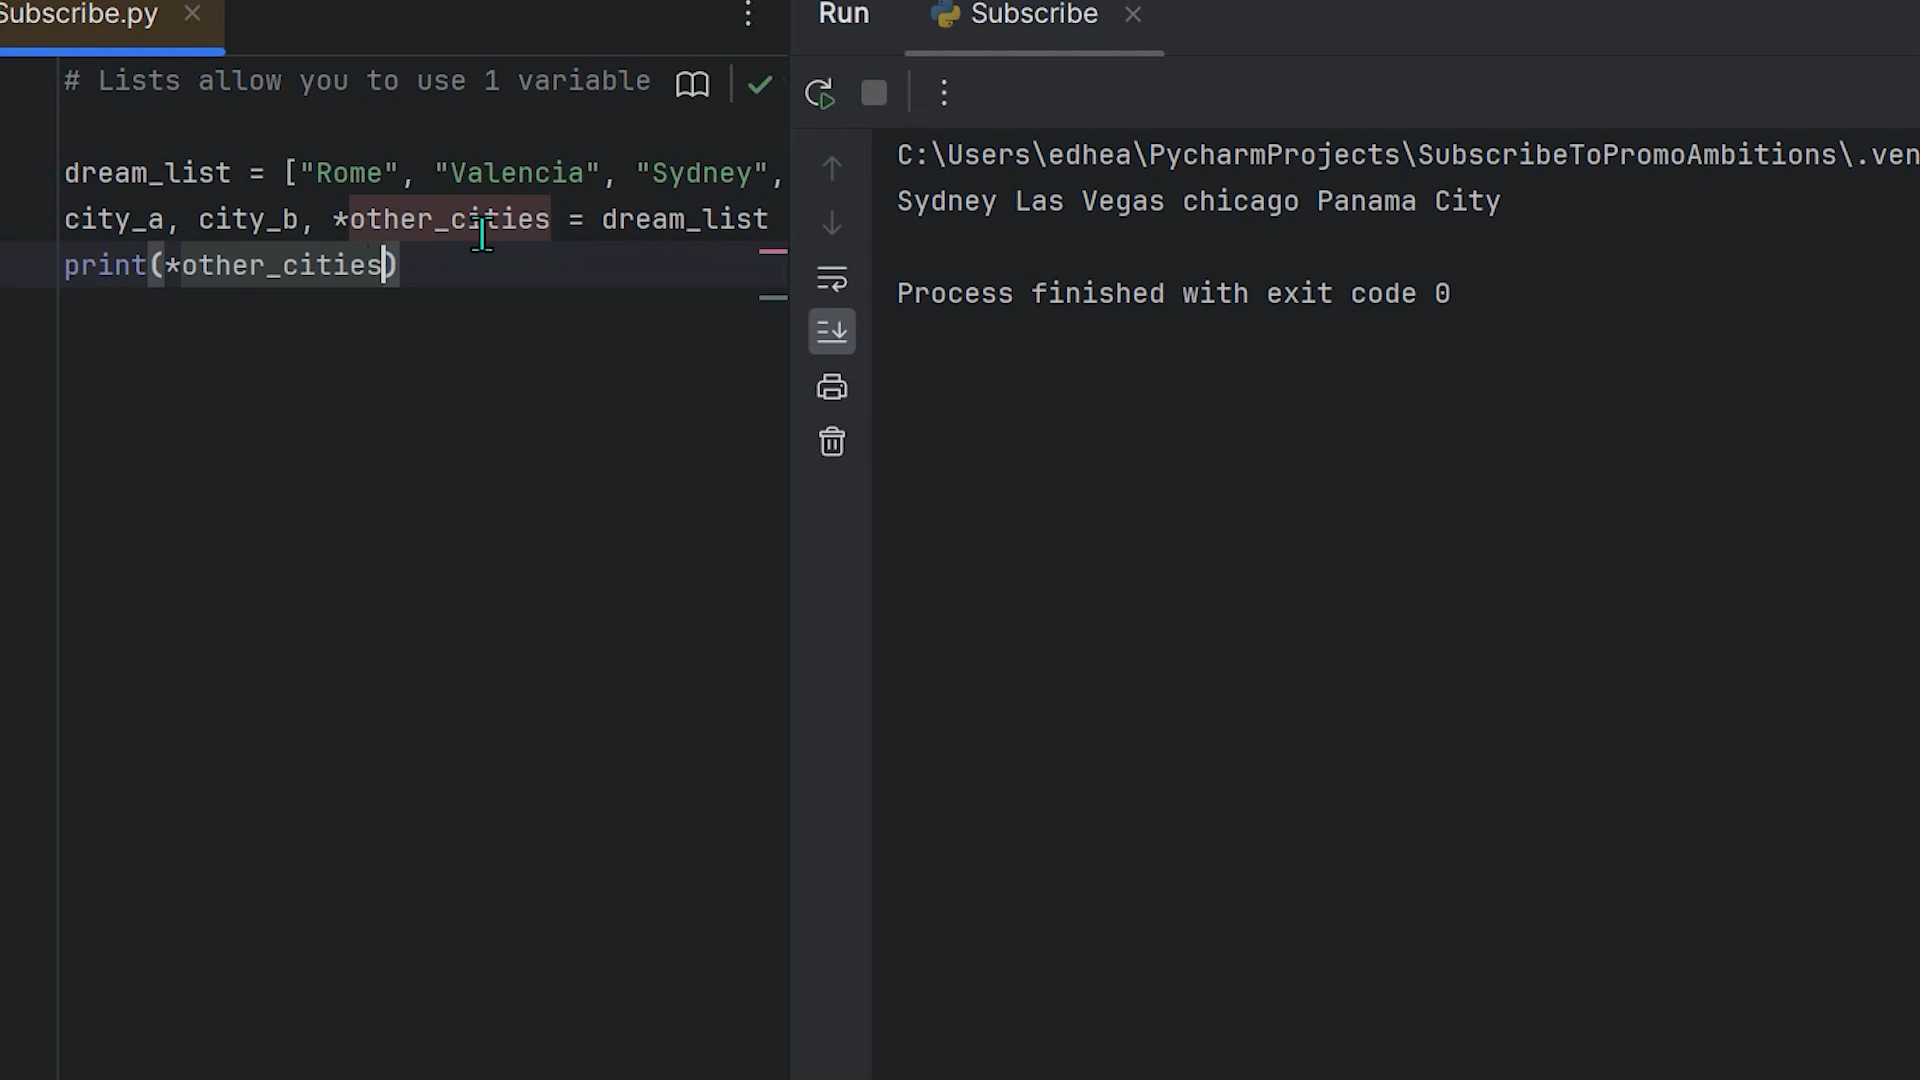 Subscribe.py
# Lists allow you to use 1 variable
dream_list = ["Rome", "Valencia", "Sydney",
city_a, city_b, *other_cities = dream_list
print(*other_cities)
Run Subscribe
C:\Users\edhea\PycharmProjects\SubscribeToPromoAmbitions\.ven
Sydney Las Vegas chicago Panama City
Process finished with exit code 0